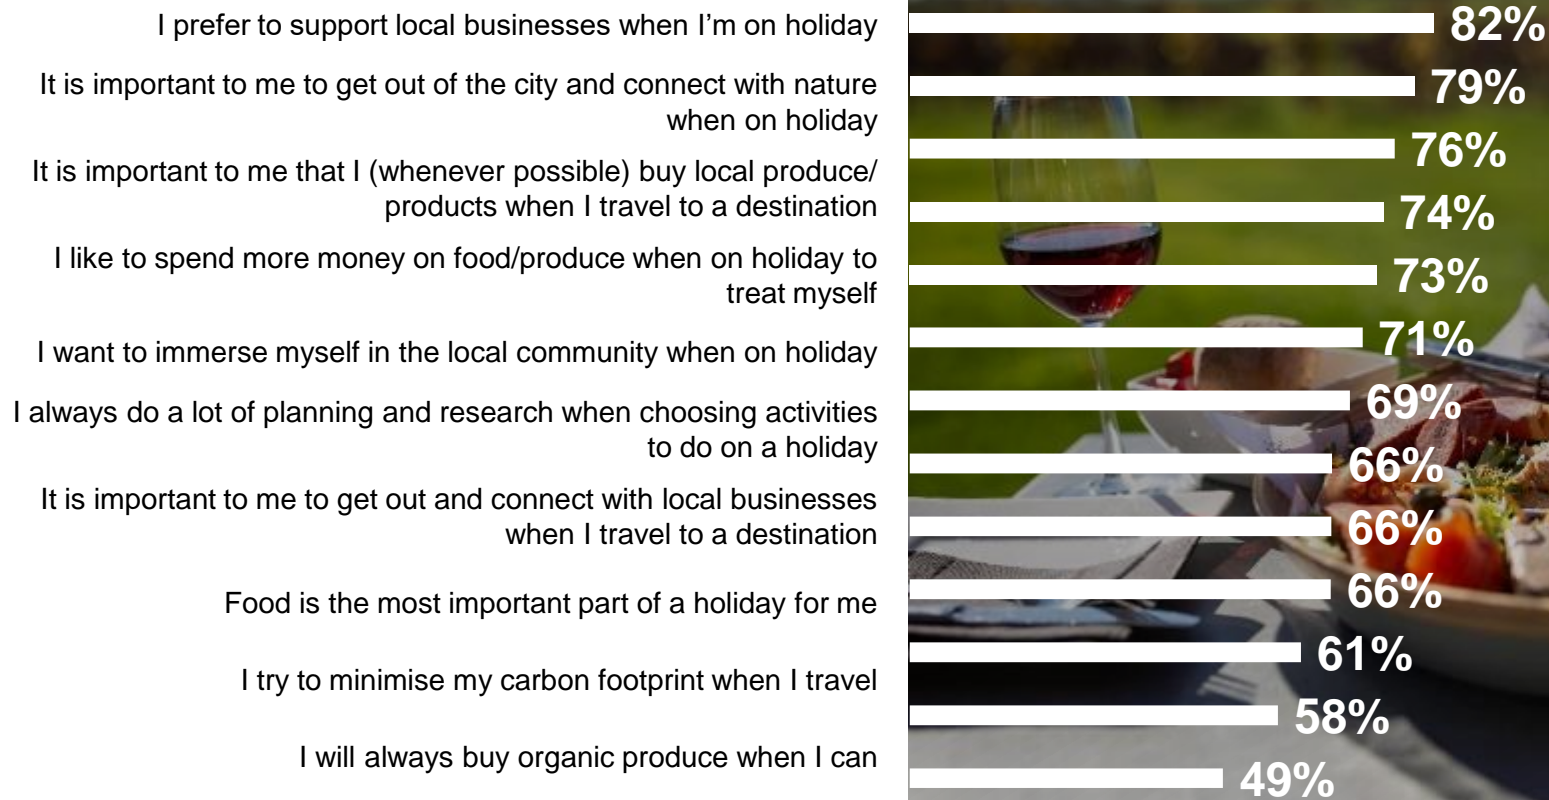 I prefer to support local businesses when I’m on holiday
82%
It is important to me to get out of the city and connect with nature
when on holiday
79%
76%
It is important to me that I (whenever possible) buy local produce/
products when I travel to a destination
74%
I like to spend more money on food/produce when on holiday to
treat myself
73%
I want to immerse myself in the local community when on holiday
71%
I always do a lot of planning and research when choosing activities
to do on a holiday
69%
66%
It is important to me to get out and connect with local businesses
when I travel to a destination
66%
Food is the most important part of a holiday for me
66%
61%
I try to minimise my carbon footprint when I travel
58%
I will always buy organic produce when I can
49%